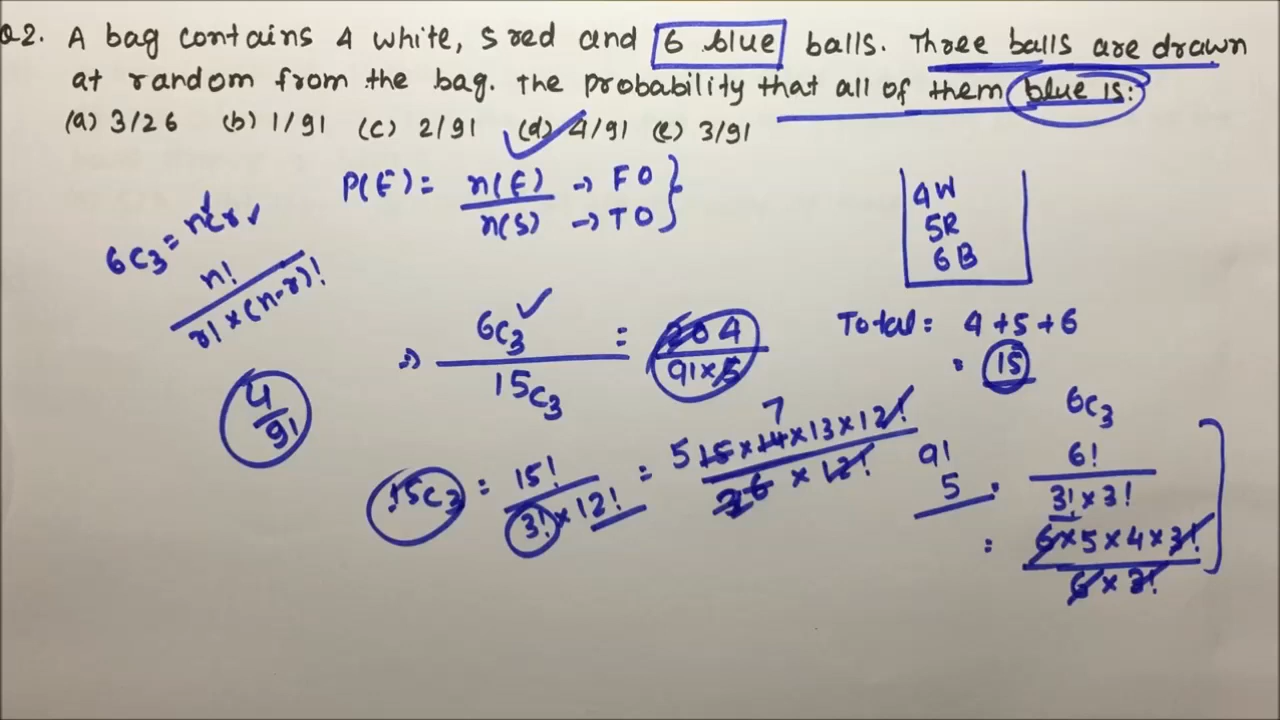 Q2. A bag contains 4 white, 5 red and 6 blue balls. Three balls are drawn
at random from the bag. The probability that all of them blue is:
(a) 3/26 (b) 1/91 (c) 2/91 (d) 4/91 (e) 3/91
P(E) = n(E) → FO
n(S) → TO
4W
5R
6B
6C3 = nCr
n!
r! × (n-r)!
⇒ 6C3 =
15C3
20 4
91×5
Total = 4+5+6
= 15
4
91
15C3 = 15! = 5 15×14×13×12!
7
3!×12!
36 × 12!
91
5
6C3
= 6!
3!×3!
= 6×5×4×3!
6×3!